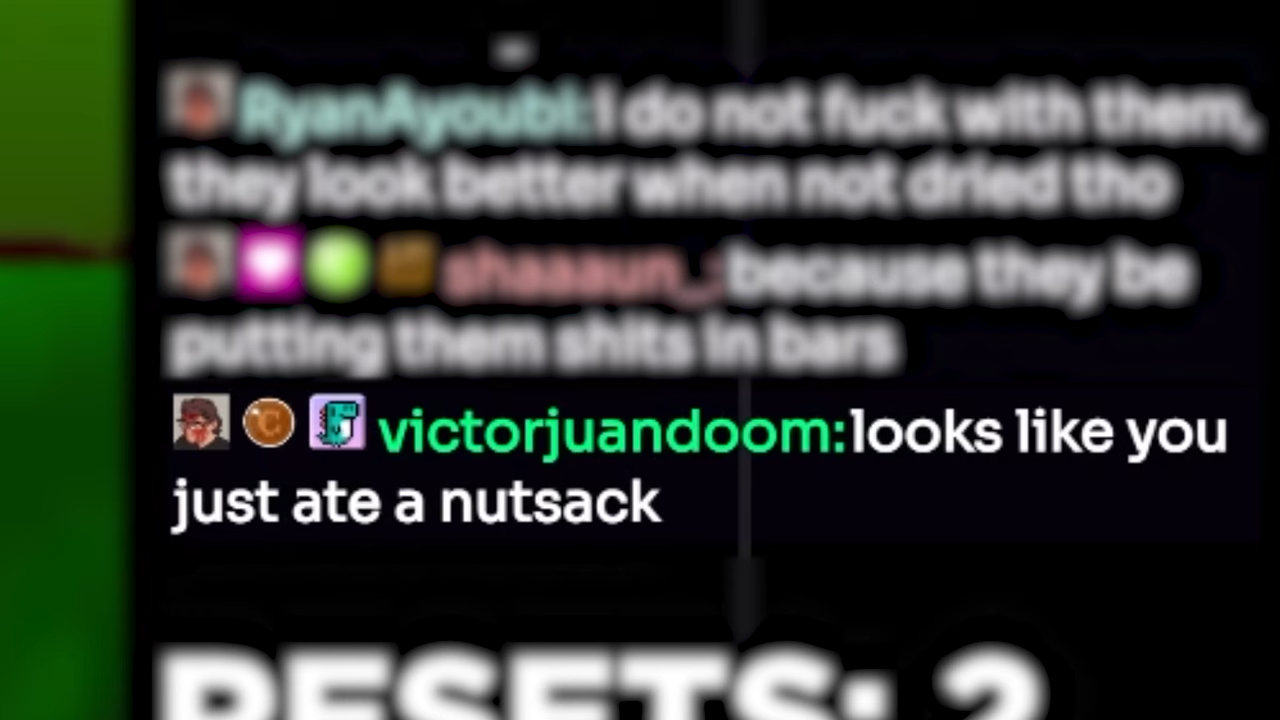 RyanAyoubi: I do not fuck with them,
they look better when not dried tho
shaaaun_: because they be
putting them shits in bars
victorjuandoom: looks like you
just ate a nutsack
RESETS: 2